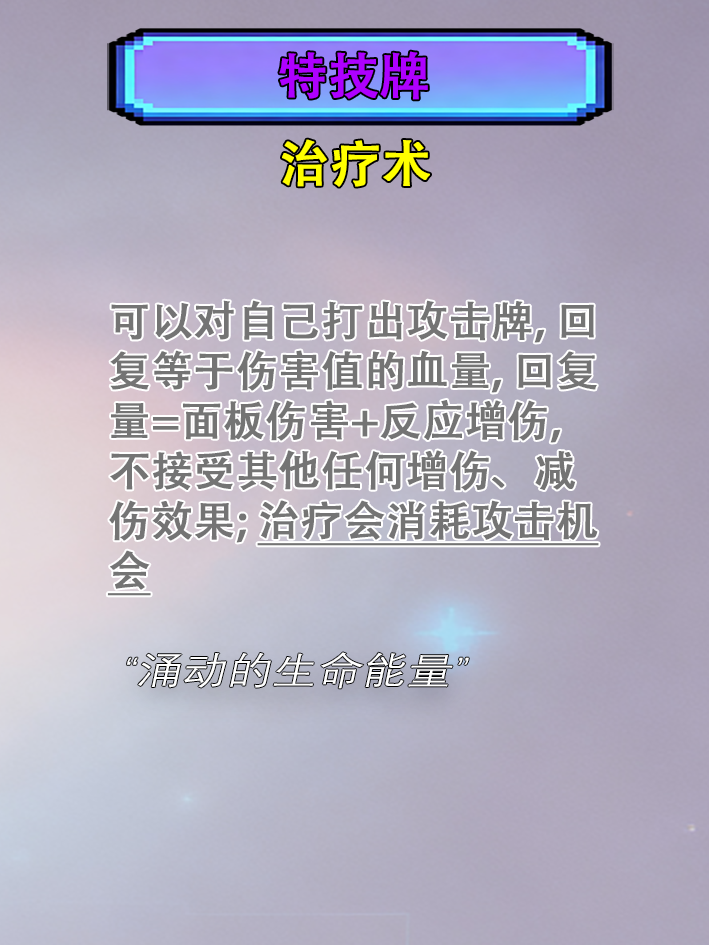 特技牌
治疗术
可以对自己打出攻击牌, 回
复等于伤害值的血量, 回复
量=面板伤害+反应增伤,
不接受其他任何增伤、减
伤效果; 治疗会消耗攻击机
会
“涌动的生命能量”